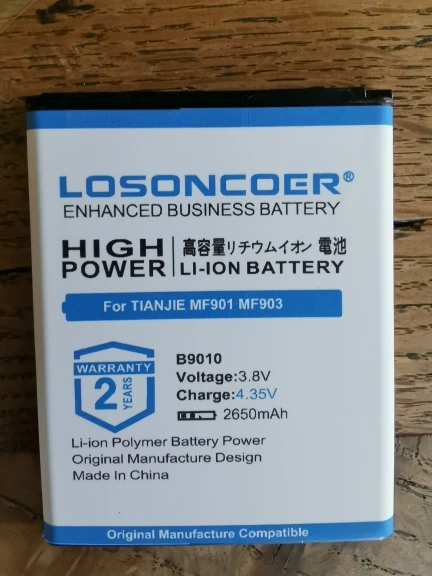 LOSONCOER®
ENHANCED BUSINESS BATTERY
HIGH POWER
高容量リチウムイオン 電池
LI-ION BATTERY
For TIANJIE MF901 MF903
WARRANTY
2 YEARS
B9010
Voltage:3.8V
Charge:4.35V
2650mAh
Li-ion Polymer Battery Power
Original Manufacture Design
Made In China
Original Manufacture Compatible